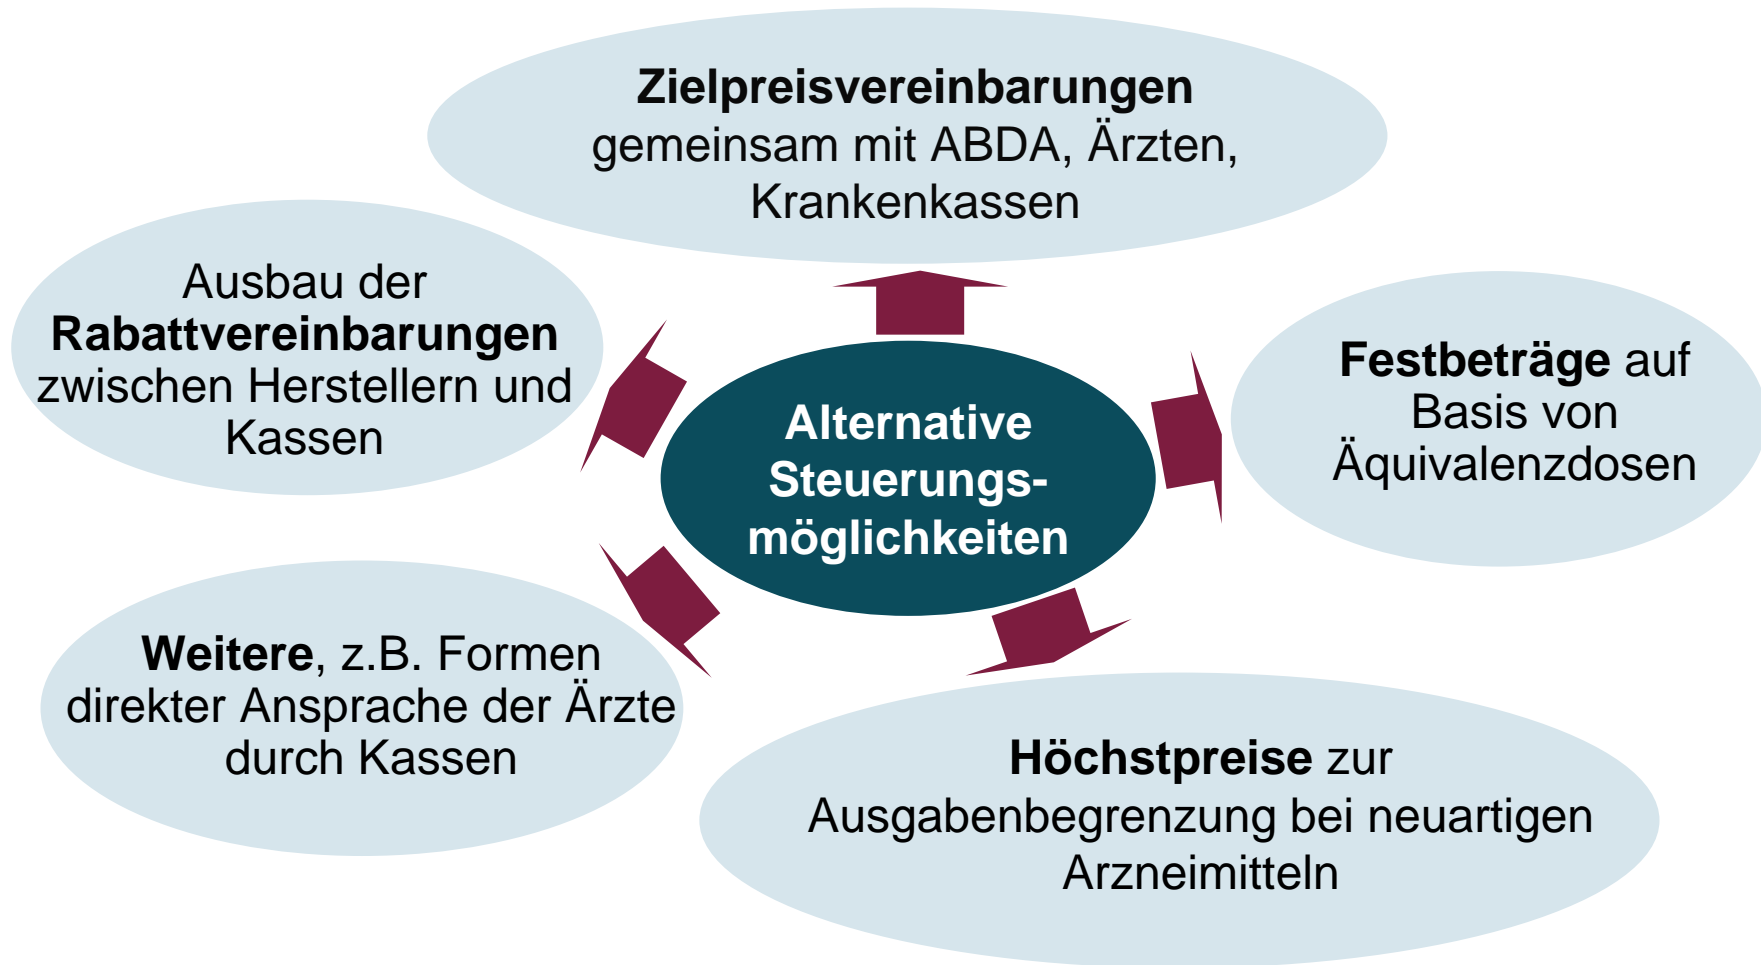 Zielpreisvereinbarungen
gemeinsam mit ABDA, Ärzten,
Krankenkassen
Ausbau der
Rabattvereinbarungen
zwischen Herstellern und
Kassen
Festbeträge auf
Basis von
Äquivalenzdosen
Alternative
Steuerungs-
möglichkeiten
Weitere, z.B. Formen
direkter Ansprache der Ärzte
durch Kassen
Höchstpreise zur
Ausgabenbegrenzung bei neuartigen
Arzneimitteln